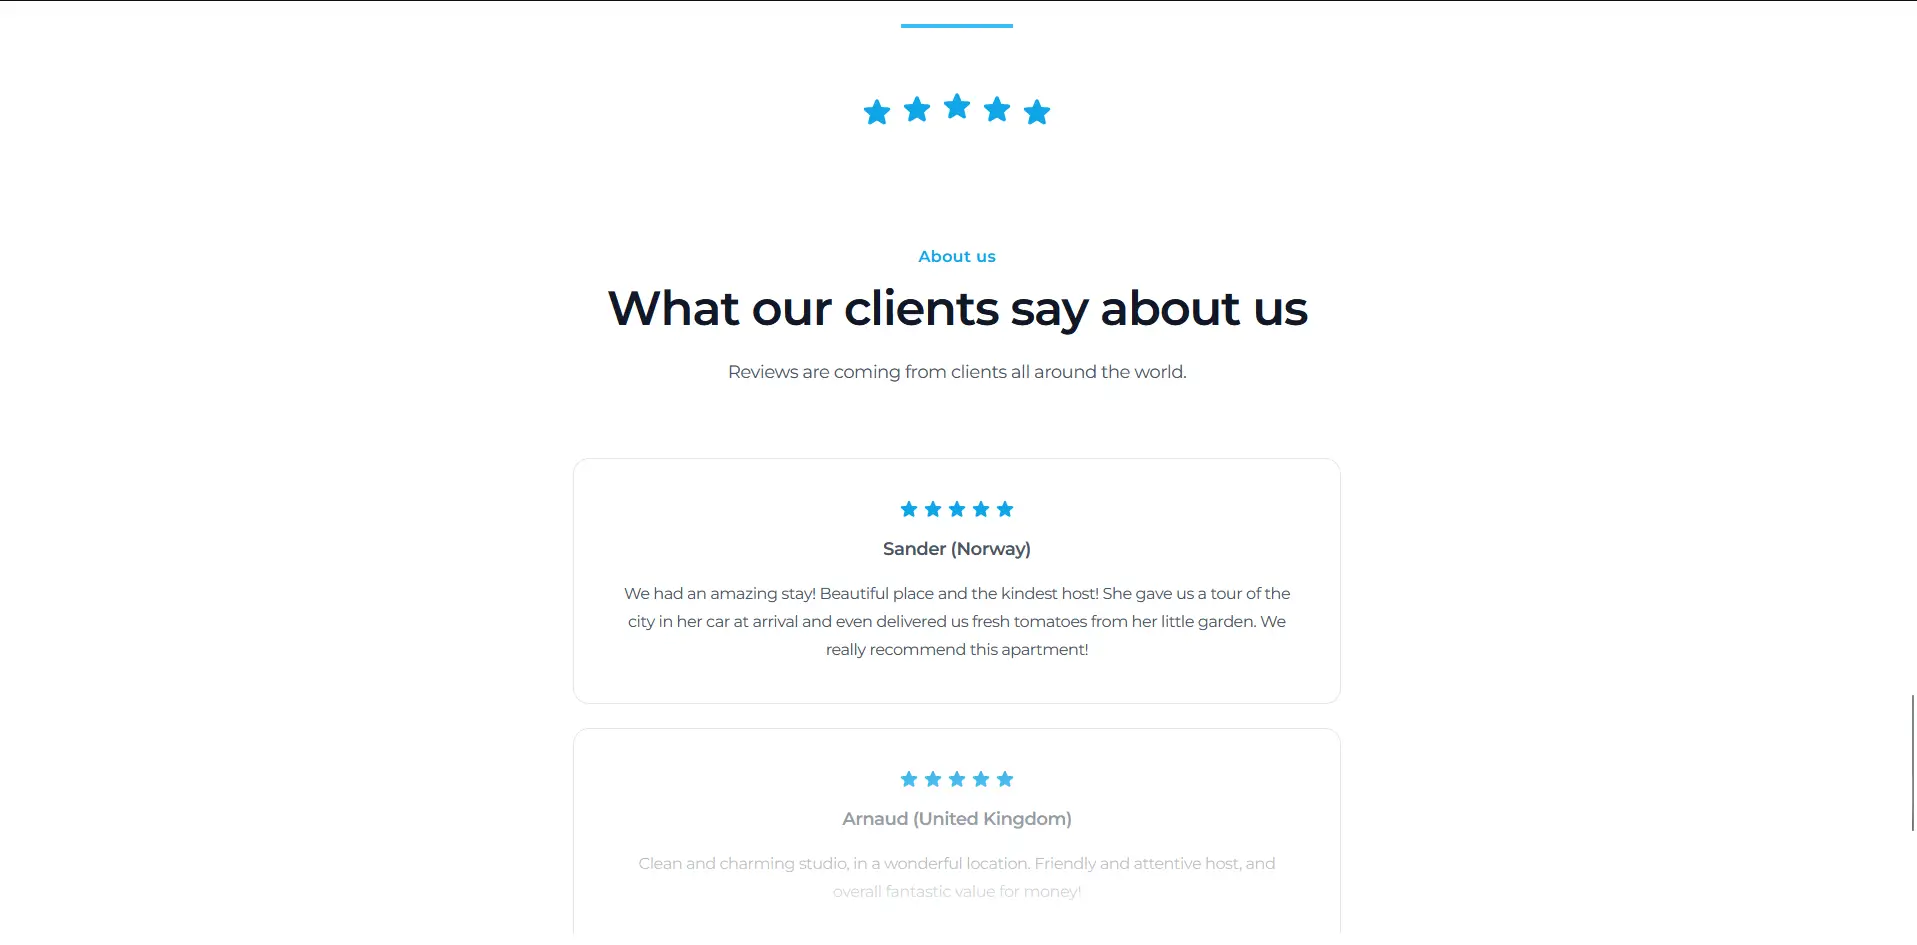 About us
What our clients say about us
Reviews are coming from clients all around the world.
Sander (Norway)
We had an amazing stay! Beautiful place and the kindest host! She gave us a tour of the
city in her car at arrival and even delivered us fresh tomatoes from her little garden. We
really recommend this apartment!
Arnaud (United Kingdom)
Clean and charming studio, in a wonderful location. Friendly and attentive host, and
overall fantastic value for money!